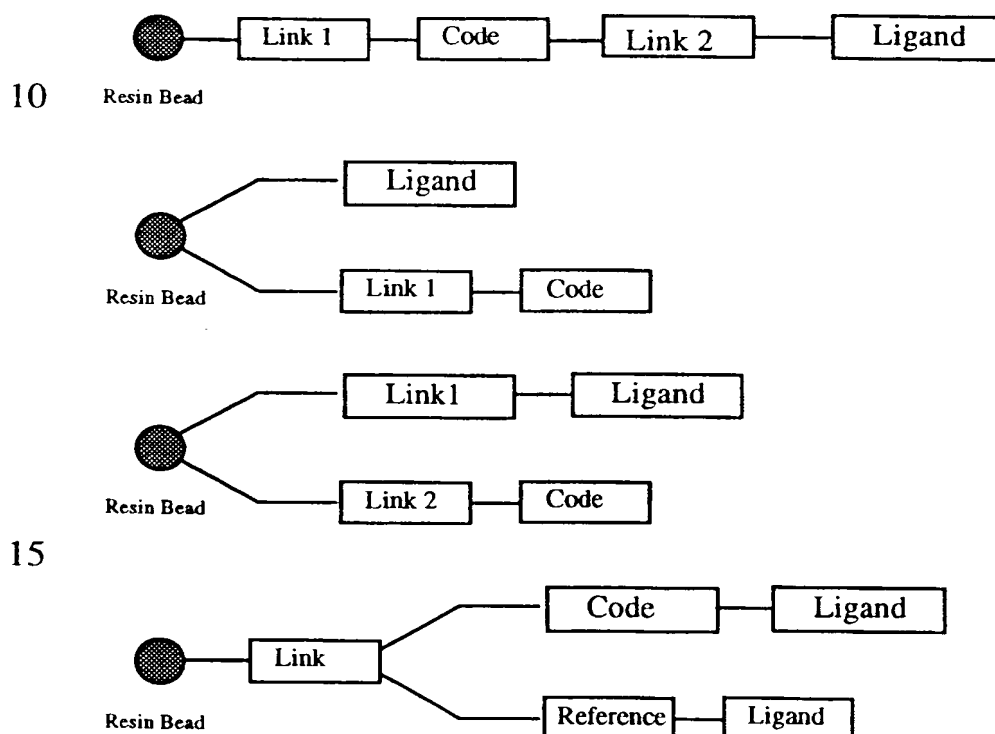 Link 1 Code Link 2 Ligand
10 Resin Bead
Ligand
Resin Bead
Link 1 Code
Link1 Ligand
Resin Bead
Link 2 Code
15
Code Ligand
Link
Resin Bead
Reference Ligand